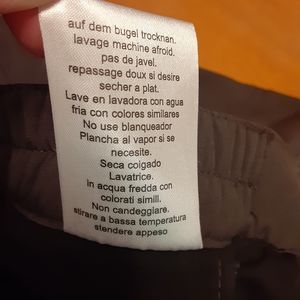 auf dem bugel trocknan.
lavage machine afroid.
pas de javel.
repassage doux si desire
secher a plat.
Lave en lavadora con agua
fria con colores similares
No use blanqueador
Plancha al vapor si se
necesite.
Seca colgado
Lavatrice.
in acqua fredda con
colorati simill.
Non candeggiare.
stirare a bassa temperatura
stendere appeso